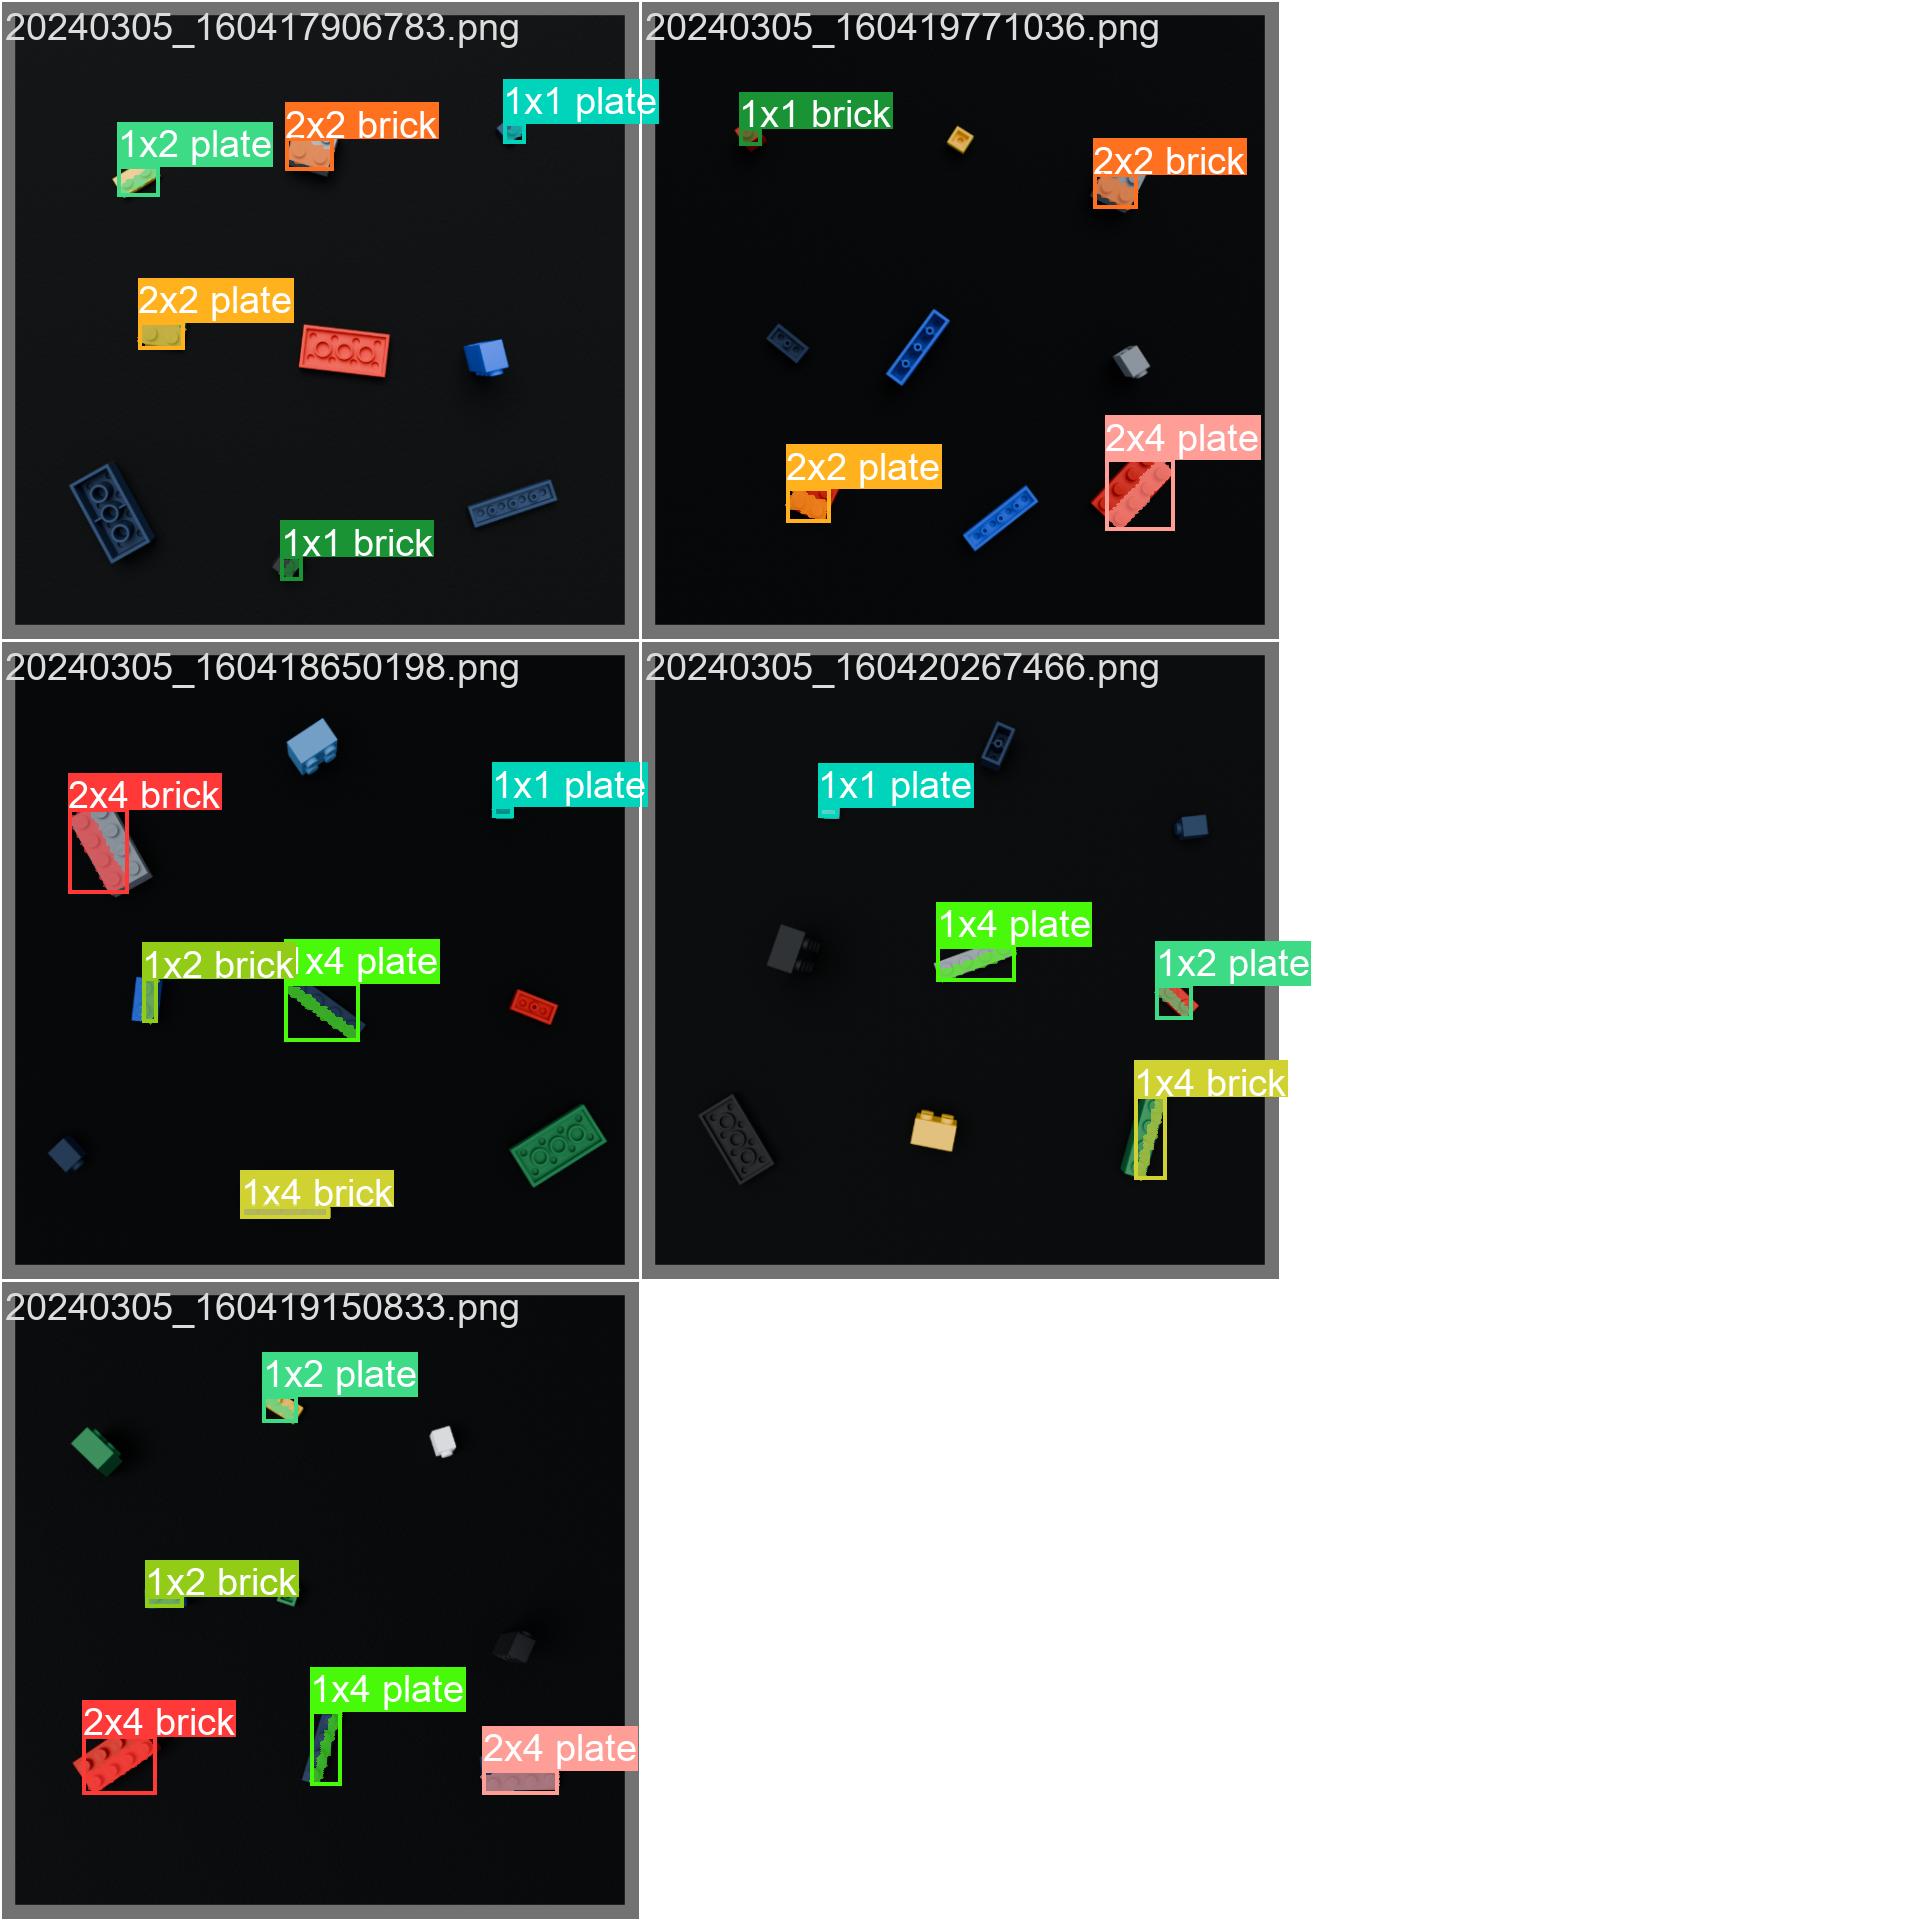 20240305_160417906783.png
1x1 plate
2x2 brick
1x2 plate
2x2 plate
1x1 brick
20240305_160419771036.png
1x1 brick
2x2 brick
2x4 plate
2x2 plate
20240305_160418650198.png
1x1 plate
2x4 brick
1x2 brick
x4 plate
1x4 brick
20240305_160420267466.png
1x1 plate
1x4 plate
1x2 plate
1x4 brick
20240305_160419150833.png
1x2 plate
1x2 brick
1x4 plate
2x4 brick
2x4 plate